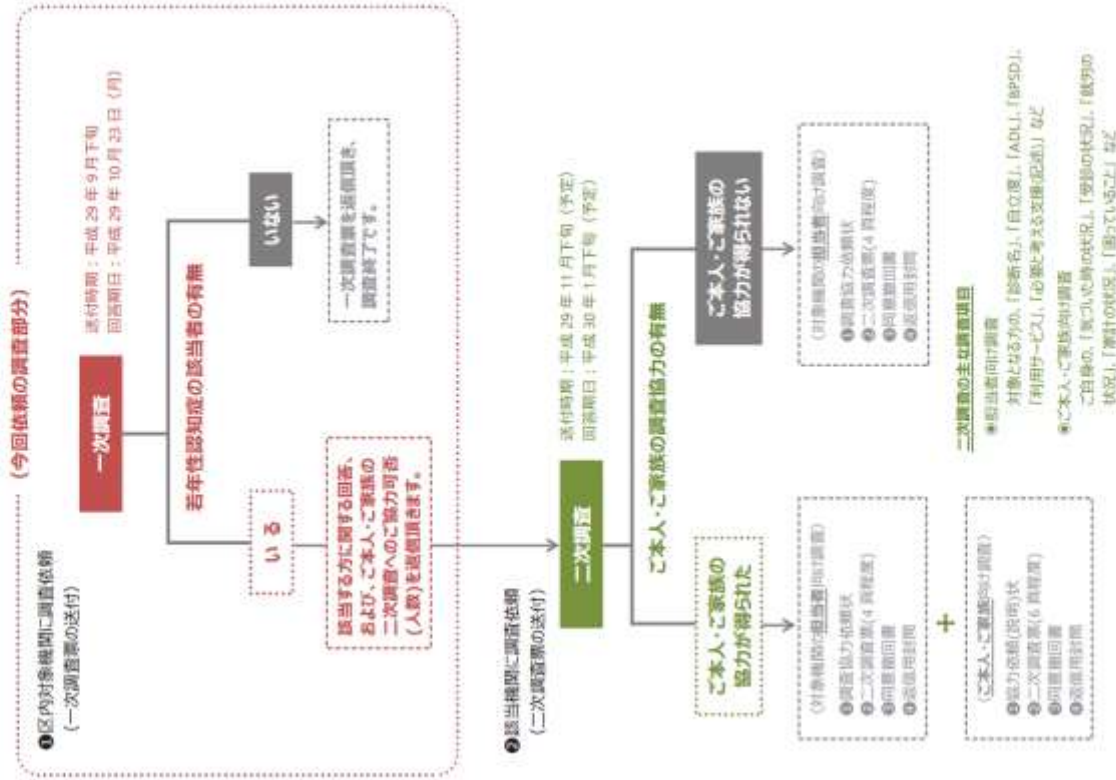 （今回依頼の調査部分）
❶区内対象機関に調査依頼
（一次調査票の送付）
一次調査
送付時期：平成 29 年 9 月下旬
回答期日：平成 29 年 10 月 23 日（月）
若年性認知症の該当者の有無
いる
いない
該当する方に関する回答、
および、ご本人・ご家族の
二次調査へのご協力可否
（人数）を返信頂きます。
一次調査票を返信頂き、
調査終了です。
❷該当機関に調査依頼
（二次調査票の送付）
二次調査
送付時期：平成 29 年 11 月下旬（予定）
回答期日：平成 30 年 1 月下旬（予定）
ご本人・ご家族の調査協力の有無
ご本人・ご家族の
協力が得られた
ご本人・ご家族の
協力が得られない
〈対象機関の担当者向け調査〉
❶調査協力依頼状
❷二次調査票（4 頁程度）
❸同意撤回書
❹返信用封筒
＋
〈ご本人・ご家族向け調査〉
❶協力依頼（説明）状
❷二次調査票（6 頁程度）
❸同意撤回書
❹返信用封筒
〈対象機関の担当者向け調査〉
❶調査協力依頼状
❷二次調査票（4 頁程度）
❸同意撤回書
❹返信用封筒
二次調査の主な調査項目
◉担当者向け調査
対象となる方の、「診断名」、「自立度」、「ADL」、「BPSD」、
「利用サービス」、「必要と考える支援（記述）」など
◉ご本人・ご家族向け調査
ご自身の、「気づいた時の状況」、「受診の状況」、「就労の
状況」、「家計の状況」、「困っていること」など